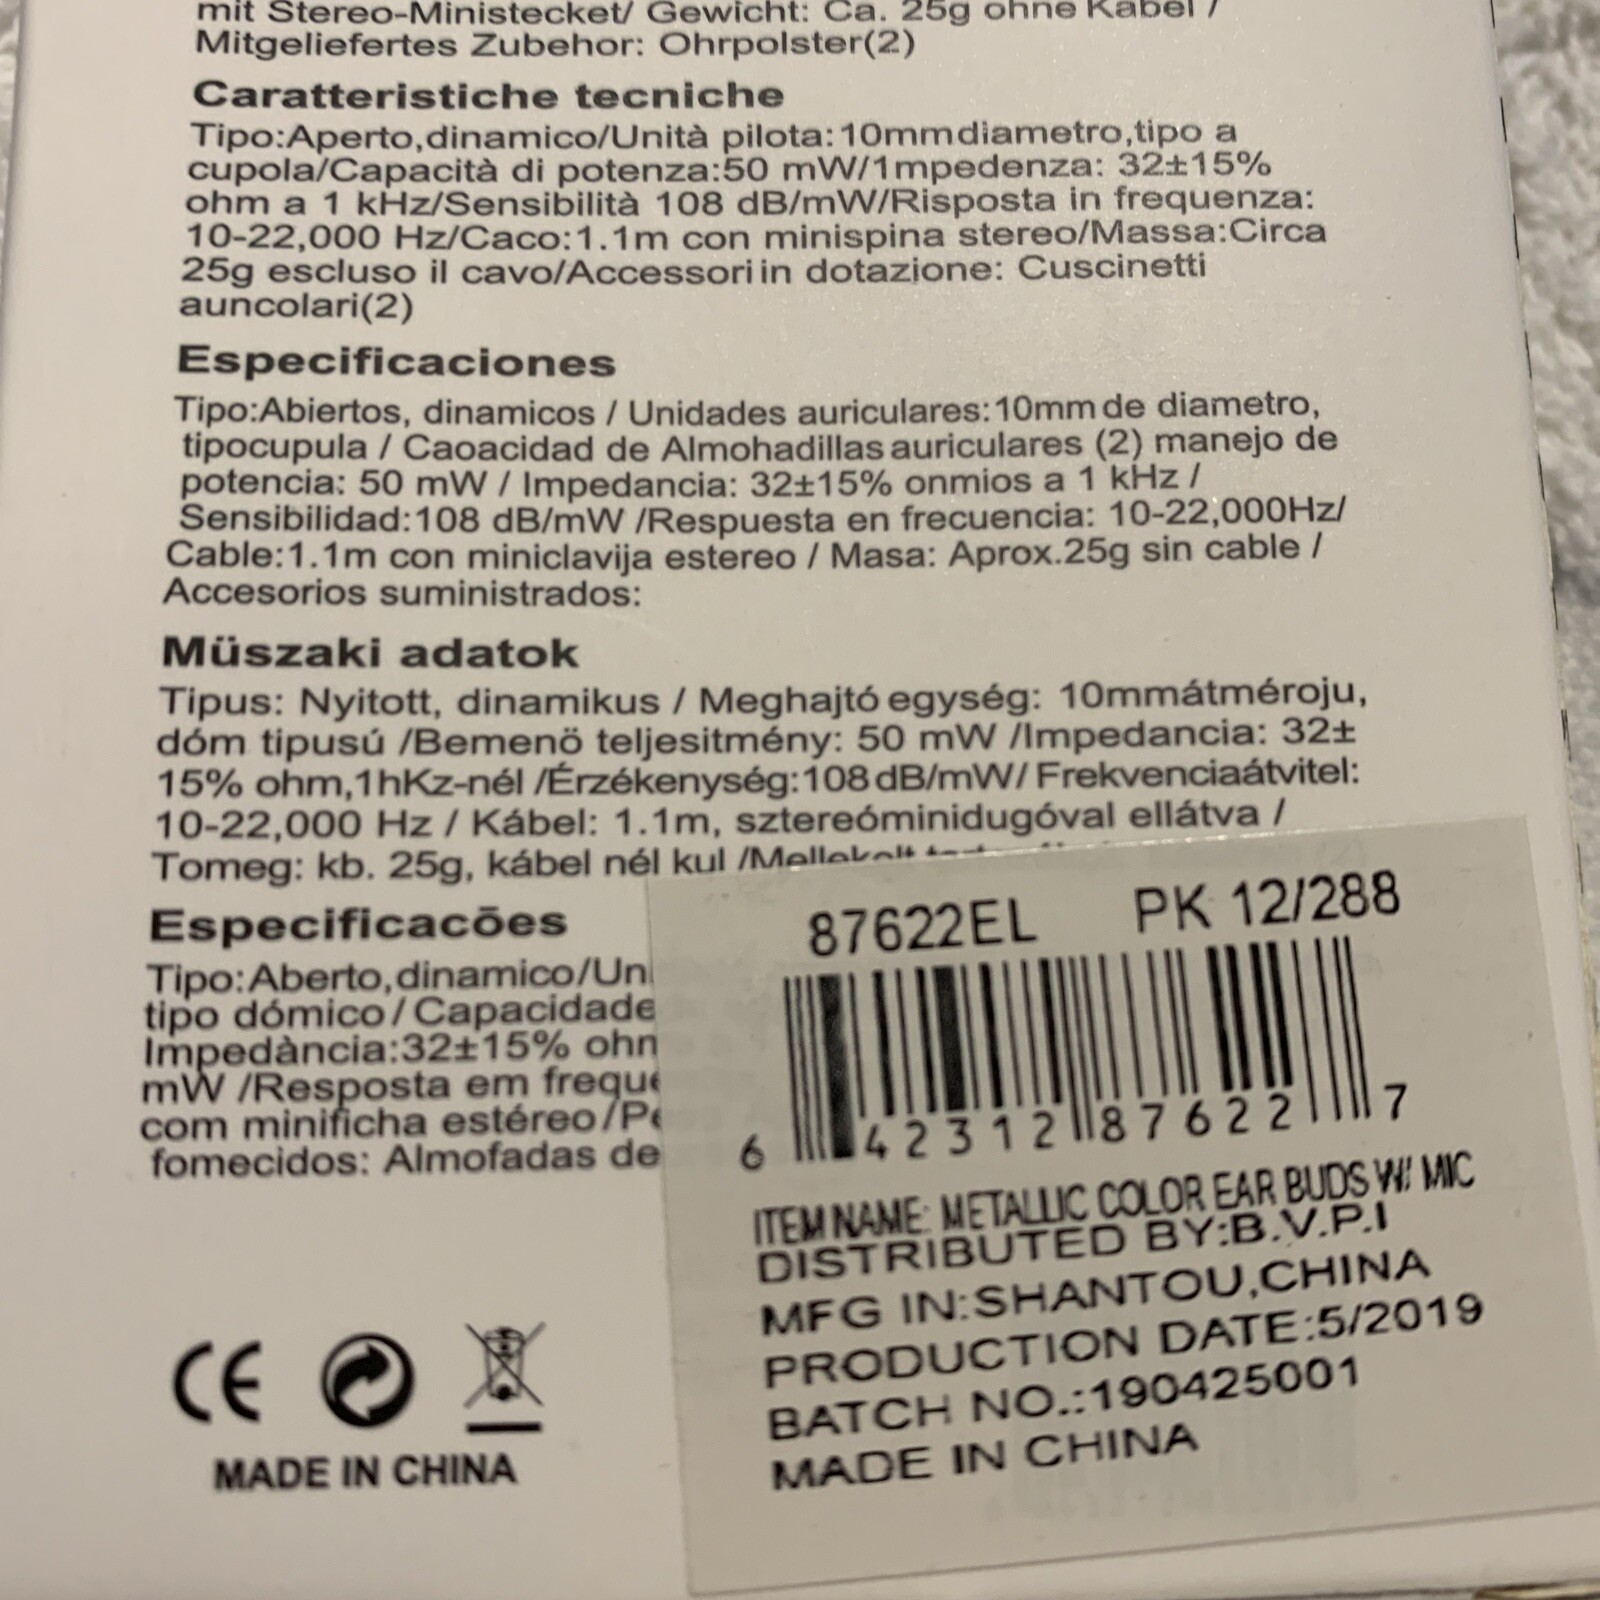 mit Stereo-Ministecket/ Gewicht: Ca. 25g ohne Kabel /
Mitgeliefertes Zubehor: Ohrpolster(2)
Caratteristiche tecniche
Tipo:Aperto,dinamico/Unità pilota:10mmdiametro,tipo a
cupola/Capacità di potenza:50 mW/1mpedenza: 32±15%
ohm a 1 kHz/Sensibilità 108 dB/mW/Risposta in frequenza:
10-22,000 Hz/Caco:1.1m con minispina stereo/Massa:Circa
25g escluso il cavo/Accessori in dotazione: Cuscinetti
auncolari(2)
Especificaciones
Tipo:Abiertos, dinamicos / Unidades auriculares:10mm de diametro,
tipocupula / Caoacidad de Almohadillas auriculares (2) manejo de
potencia: 50 mW / Impedancia: 32±15% onmios a 1 kHz /
Sensibilidad:108 dB/mW /Respuesta en frecuencia: 10-22,000Hz/
Cable:1.1m con miniclavija estereo / Masa: Aprox.25g sin cable /
Accesorios suministrados:
Müszaki adatok
Tipus: Nyitott, dinamikus / Meghajtó egység: 10mmátméroju,
dóm tipusú /Bemenö teljesitmény: 50 mW /Impedancia: 32±
15% ohm,1hKz-nél /Érzékenység:108 dB/mW/ Frekvenciaátvitel:
10-22,000 Hz / Kábel: 1.1m, sztereóminidugóval ellátva /
Tomeg: kb. 25g, kábel nél kul /Mellekolt
Especificacões
Tipo:Aberto,dinamico/Un
tipo dómico / Capacidade
Impedància:32±15% ohn
mW /Resposta em freque
com minificha estéreo/Pe
fomecidos: Almofadas de
CE
MADE IN CHINA
87622EL PK 12/288
6 42312 87622 7
ITEM NAME: METALLIC COLOR EAR BUDS W/ MIC
DISTRIBUTED BY:B.V.P.I
MFG IN:SHANTOU,CHINA
PRODUCTION DATE:5/2019
BATCH NO.:190425001
MADE IN CHINA